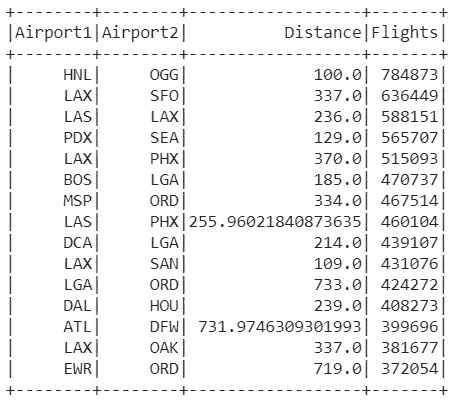 +--------+--------+------------------+-------+
|Airport1|Airport2|          Distance|Flights|
+--------+--------+------------------+-------+
|     HNL|     OGG|             100.0| 784873|
|     LAX|     SFO|             337.0| 636449|
|     LAS|     LAX|             236.0| 588151|
|     PDX|     SEA|             129.0| 565707|
|     LAX|     PHX|             370.0| 515093|
|     BOS|     LGA|             185.0| 470737|
|     MSP|     ORD|             334.0| 467514|
|     LAS|     PHX|255.96021840873635| 460104|
|     DCA|     LGA|             214.0| 439107|
|     LAX|     SAN|             109.0| 431076|
|     LGA|     ORD|             733.0| 424272|
|     DAL|     HOU|             239.0| 408273|
|     ATL|     DFW| 731.9746309301993| 399696|
|     LAX|     OAK|             337.0| 381677|
|     EWR|     ORD|             719.0| 372054|
+--------+--------+------------------+-------+